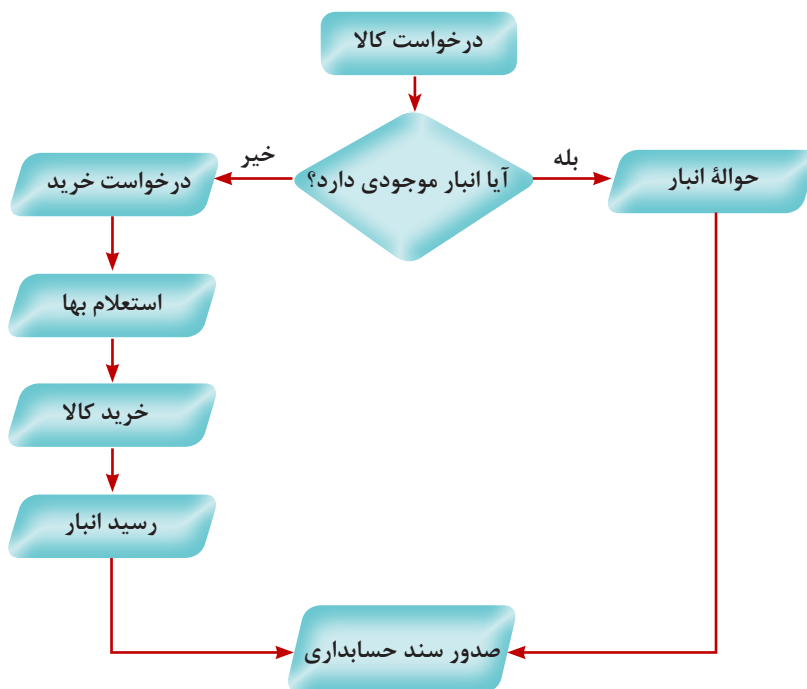 درخواست کالا
آیا انبار موجودی دارد؟
بله
حوالهٔ انبار
خیر
درخواست خرید
استعلام بها
خرید کالا
رسید انبار
صدور سند حسابداری